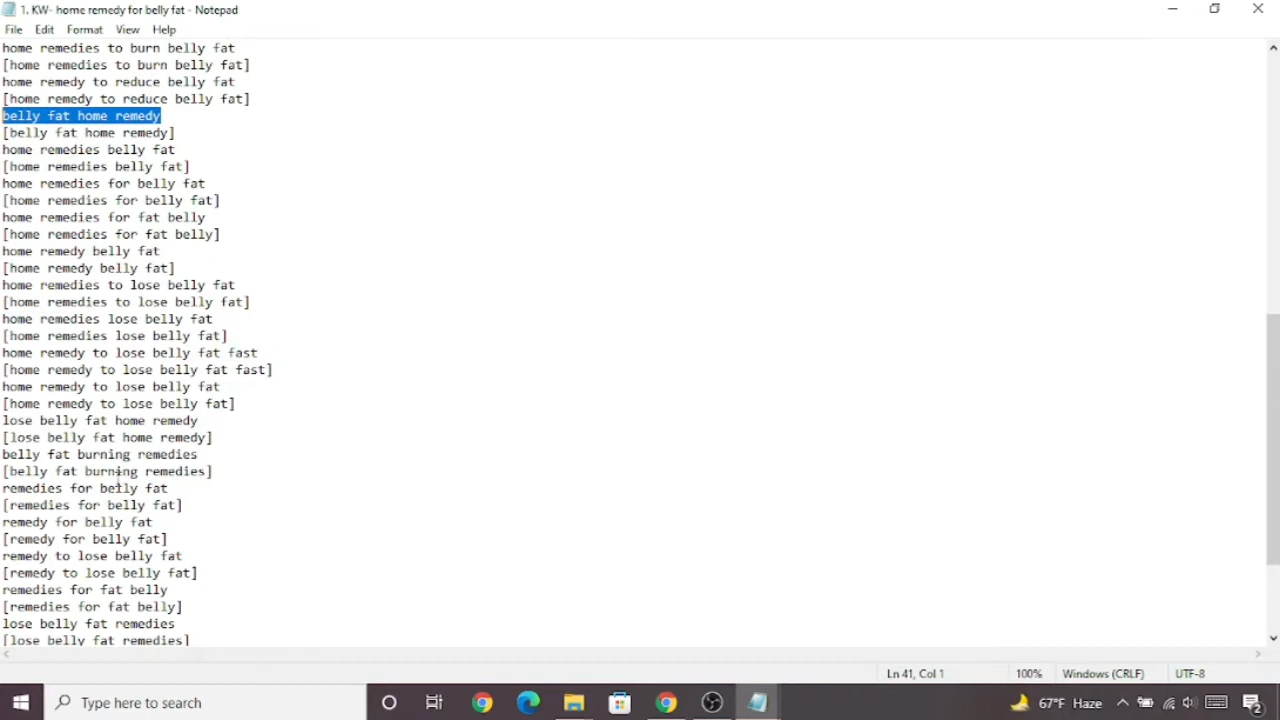 1. KW- home remedy for belly fat - Notepad
File Edit Format View Help
home remedies to burn belly fat
[home remedies to burn belly fat]
home remedy to reduce belly fat
[home remedy to reduce belly fat]
belly fat home remedy
[belly fat home remedy]
home remedies belly fat
[home remedies belly fat]
home remedies for belly fat
[home remedies for belly fat]
home remedies for fat belly
[home remedies for fat belly]
home remedy belly fat
[home remedy belly fat]
home remedies to lose belly fat
[home remedies to lose belly fat]
home remedies lose belly fat
[home remedies lose belly fat]
home remedy to lose belly fat fast
[home remedy to lose belly fat fast]
home remedy to lose belly fat
[home remedy to lose belly fat]
lose belly fat home remedy
[lose belly fat home remedy]
belly fat burning remedies
[belly fat burning remedies]
remedies for belly fat
[remedies for belly fat]
remedy for belly fat
[remedy for belly fat]
remedy to lose belly fat
[remedy to lose belly fat]
remedies for fat belly
[remedies for fat belly]
lose belly fat remedies
[lose belly fat remedies]
Ln 41, Col 1 100% Windows (CRLF) UTF-8
Type here to search 67°F Haze 2